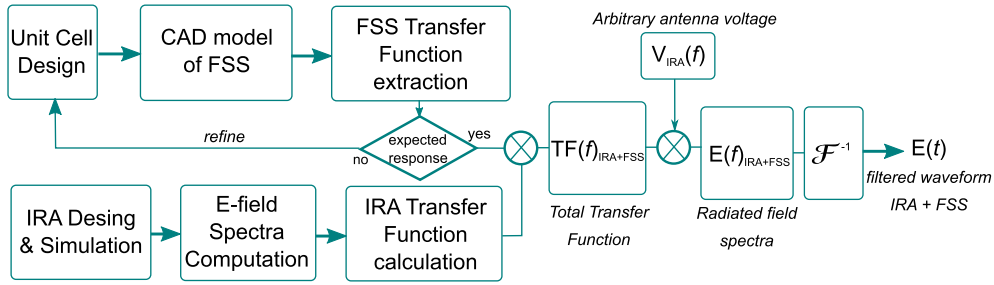 Unit Cell
Design
CAD model
of FSS
FSS Transfer
Function
extraction
Arbitrary antenna voltage
V_IRA(f)
refine
no
expected
response
yes
TF(f)_IRA+FSS
Total Transfer
Function
E(f)_IRA+FSS
Radiated field
spectra
ℱ⁻¹
E(t)
filtered waveform
IRA + FSS
IRA Desing
& Simulation
E-field
Spectra
Computation
IRA Transfer
Function
calculation